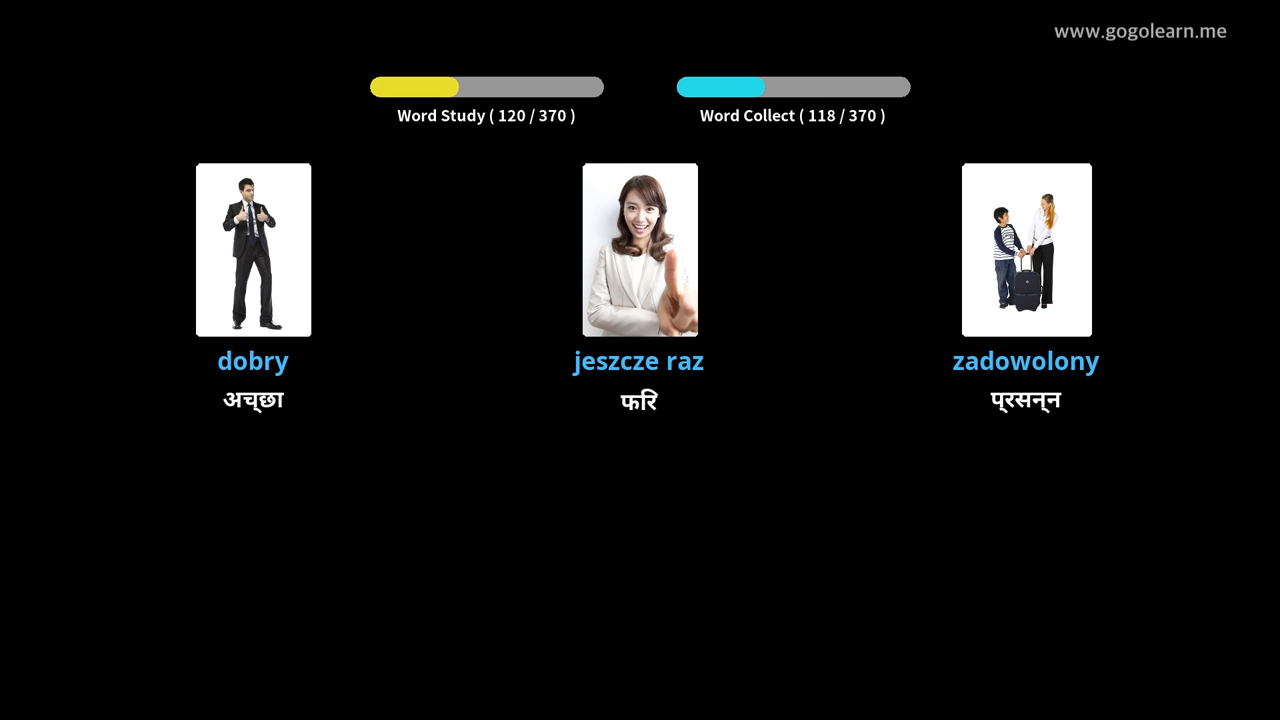 www.gogolearn.me
Word Study ( 120 / 370 )
Word Collect ( 118 / 370 )
dobry
jeszcze raz
zadowolony
अच्‌छा
फरि
प्‌रसन्‌न